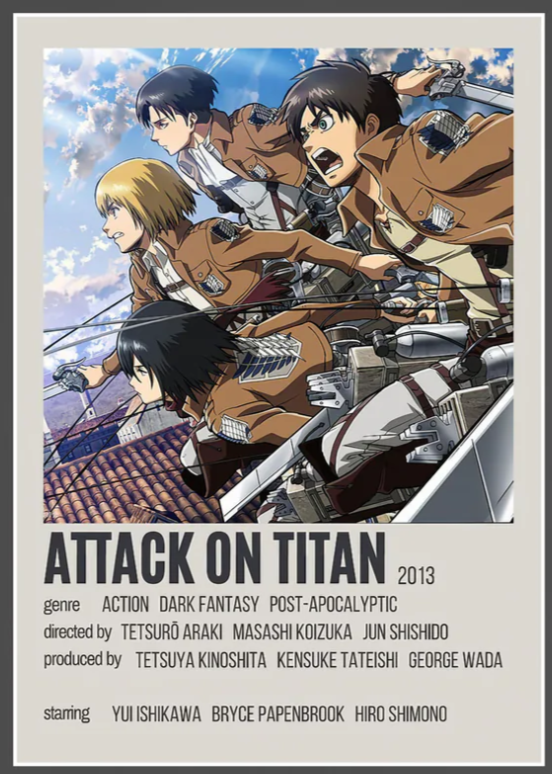 ATTACK ON TITAN 2013
genre ACTION DARK FANTASY POST-APOCALYPTIC
directed by TETSURŌ ARAKI MASASHI KOIZUKA JUN SHISHIDO
produced by TETSUYA KINOSHITA KENSUKE TATEISHI GEORGE WADA
starring YUI ISHIKAWA BRYCE PAPENBROOK HIRO SHIMONO